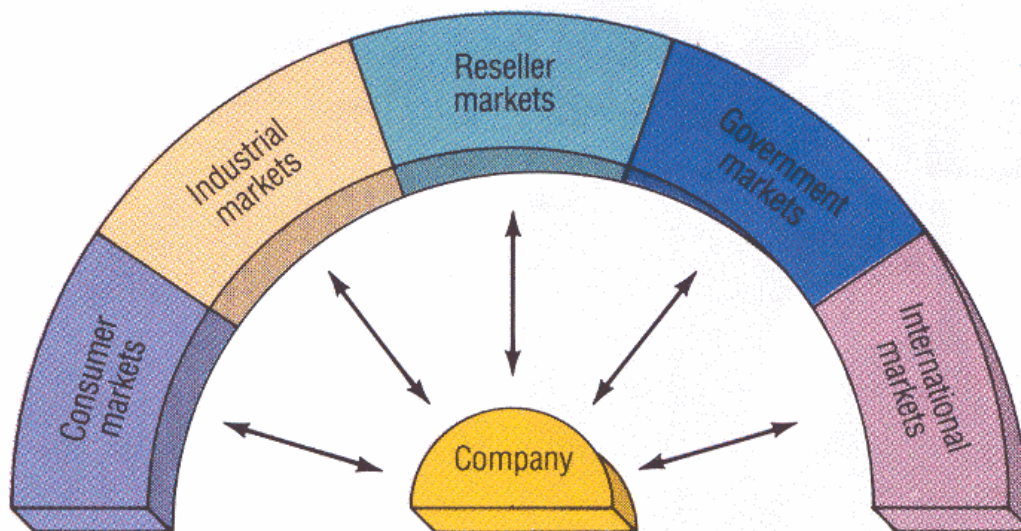 Consumer
markets
Industrial
markets
Reseller
markets
Government
markets
International
markets
Company